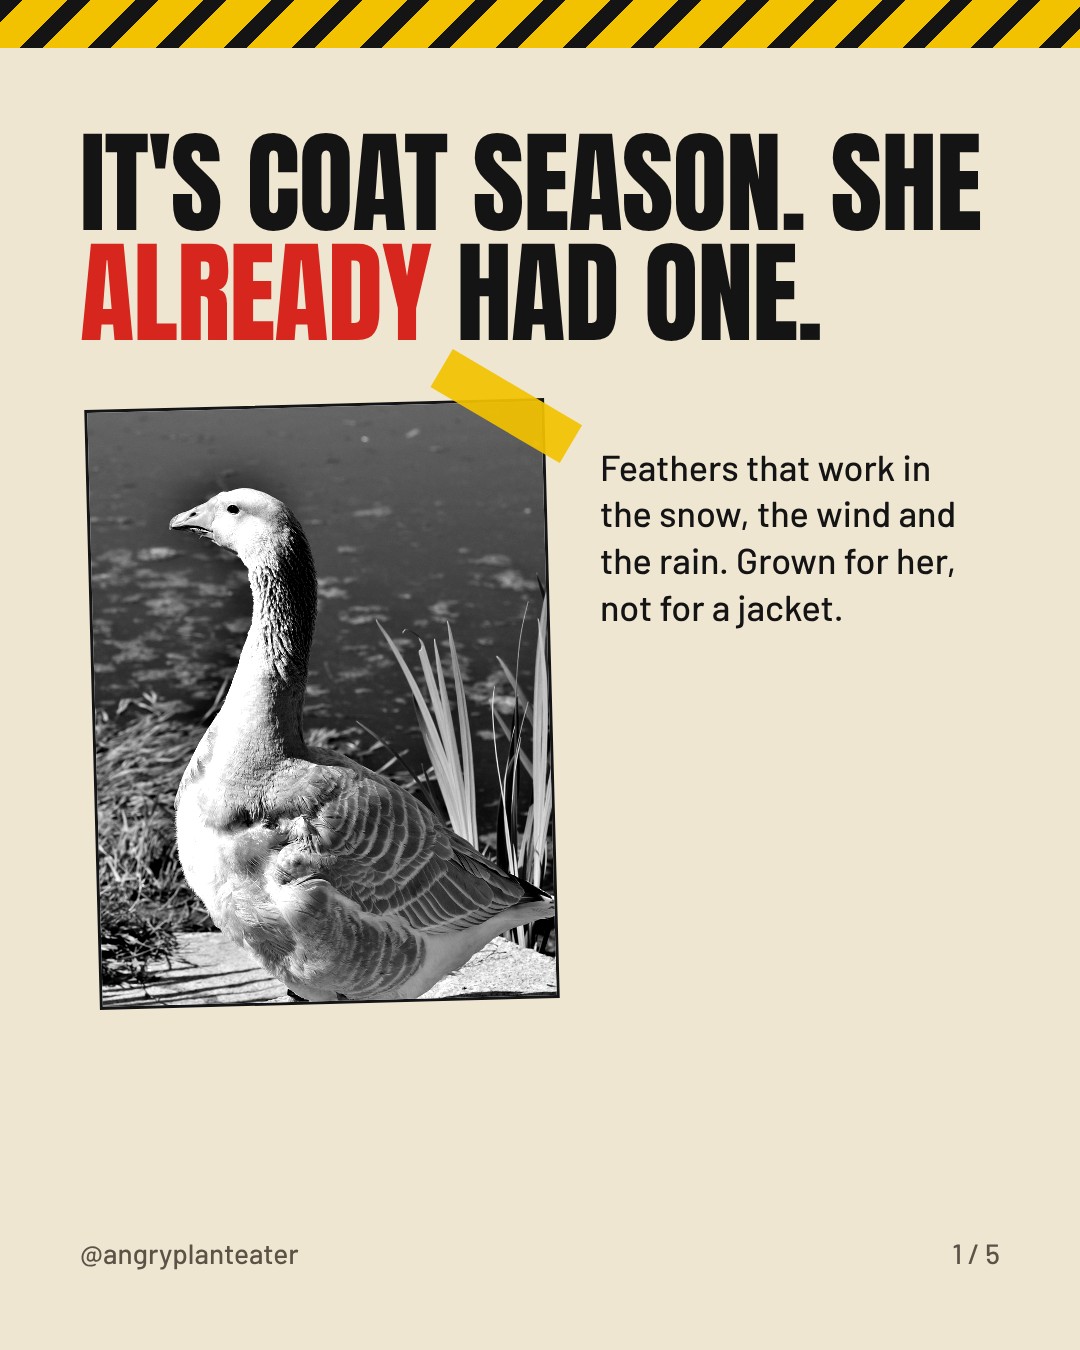 IT'S COAT SEASON. SHE
ALREADY HAD ONE.
Feathers that work in
the snow, the wind and
the rain. Grown for her,
not for a jacket.
@angryplanteater
1 / 5